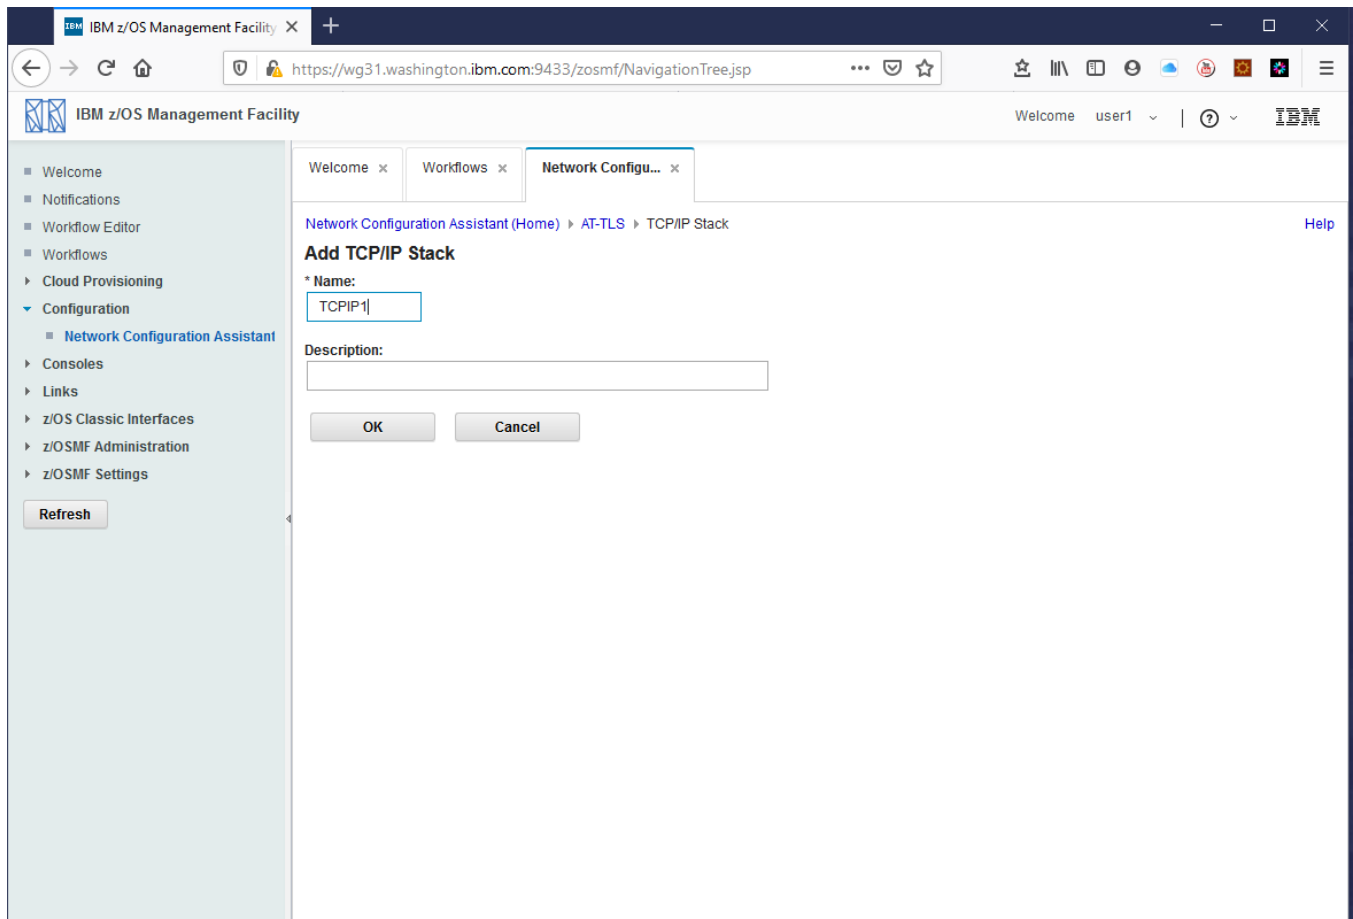 IBM IBM z/OS Management Facility
https://wg31.washington.ibm.com:9433/zosmf/NavigationTree.jsp
IBM z/OS Management Facility
Welcome user1
IBM
Welcome
Notifications
Workflow Editor
Workflows
Cloud Provisioning
Configuration
Network Configuration Assistant
Consoles
Links
z/OS Classic Interfaces
z/OSMF Administration
z/OSMF Settings
Refresh
Welcome
Workflows
Network Configu...
Network Configuration Assistant (Home) AT-TLS TCP/IP Stack
Help
Add TCP/IP Stack
* Name:
TCPIP1
Description:
OK Cancel